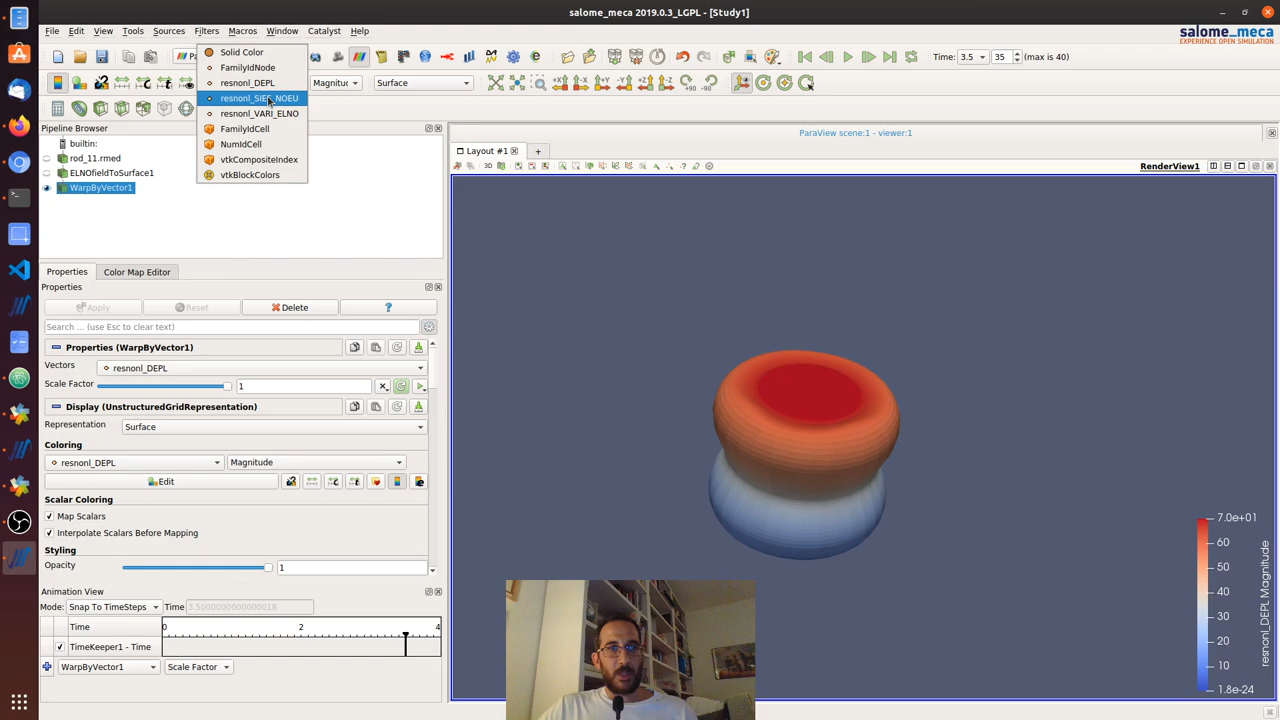 salome_meca 2019.0.3_LGPL - [Study1]
File Edit View Tools Sources Filters Macros Window Catalyst Help
salome_meca
EXPERIENCE OPEN SIMULATION
Time: 3.5 35 (max is 40)
Magnituc Surface
+90 -90
Solid Color
FamilyIdNode
resnonl_DEPL
resnonl_SIEF_NOEU
resnonl_VARI_ELNO
FamilyIdCell
NumIdCell
vtkCompositeIndex
vtkBlockColors
Pipeline Browser
builtin:
rod_11.rmed
ELNOfieldToSurface1
WarpByVector1
ParaView scene:1 - viewer:1
Layout #1 +
3D
RenderView1
Properties Color Map Editor
Properties
Apply Reset Delete ?
Search ... (use Esc to clear text)
Properties (WarpByVector1)
Vectors resnonl_DEPL
Scale Factor 1
Display (UnstructuredGridRepresentation)
Representation Surface
Coloring
resnonl_DEPL Magnitude
Edit
Scalar Coloring
Map Scalars
Interpolate Scalars Before Mapping
Styling
Opacity 1
Animation View
Mode: Snap To TimeSteps Time 3.5000000000000018
Time 0 2 4
TimeKeeper1 - Time
WarpByVector1 Scale Factor
7.0e+01
60
50
40
30
20
10
1.8e-24
resnonl_DEPL Magnitude